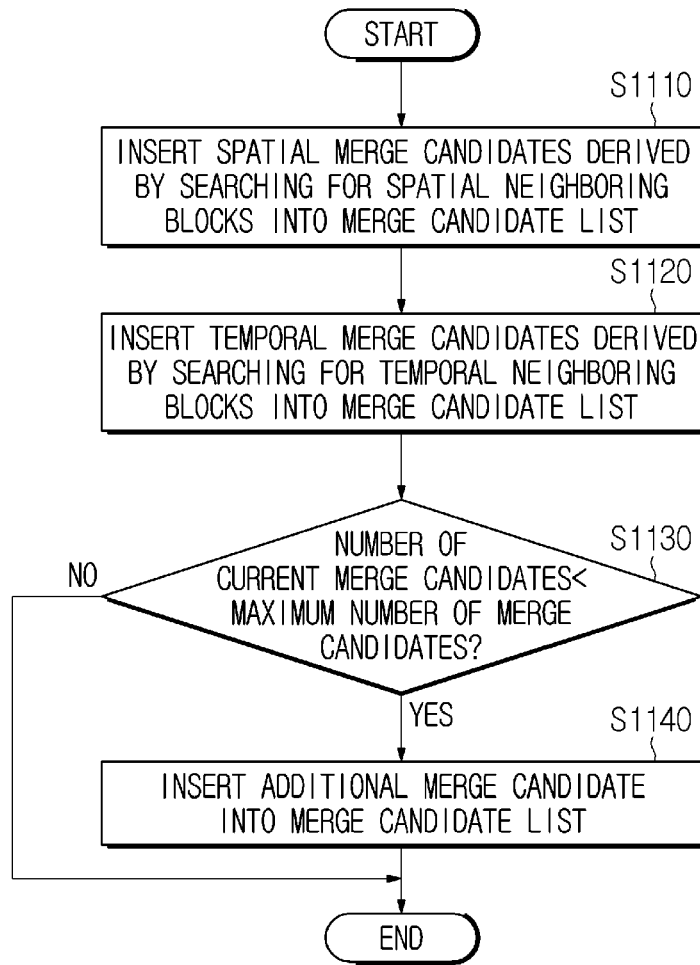 START
S1110
INSERT SPATIAL MERGE CANDIDATES DERIVED
BY SEARCHING FOR SPATIAL NEIGHBORING
BLOCKS INTO MERGE CANDIDATE LIST
S1120
INSERT TEMPORAL MERGE CANDIDATES DERIVED
BY SEARCHING FOR TEMPORAL NEIGHBORING
BLOCKS INTO MERGE CANDIDATE LIST
S1130
NUMBER OF
CURRENT MERGE CANDIDATES<
MAXIMUM NUMBER OF MERGE
CANDIDATES?
NO
YES
S1140
INSERT ADDITIONAL MERGE CANDIDATE
INTO MERGE CANDIDATE LIST
END